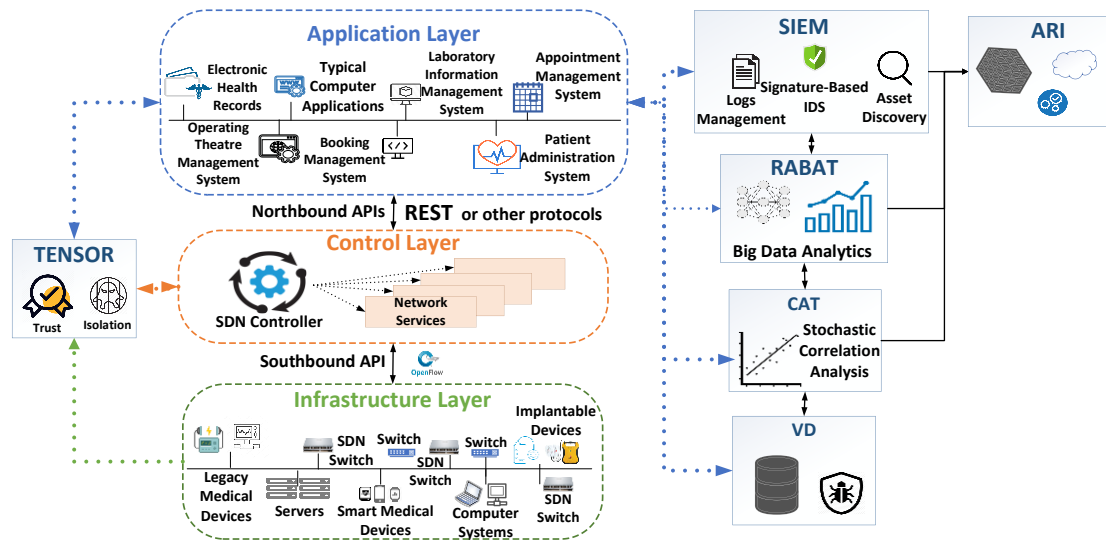 Application Layer
Electronic
Health
Records
WWW
Typical
Computer
Applications
Laboratory
Information
Management
System
Appointment
Management
System
Operating
Theatre
Management
System
Booking
Management
System
Patient
Administration
System
Northbound APIs
REST or other protocols
Control Layer
SDN Controller
Network
Services
Southbound API
OpenFlow
Infrastructure Layer
Legacy
Medical
Devices
Servers
SDN
Switch
Switch
SDN
Switch
Switch
Implantable
Devices
Smart Medical
Devices
Computer
Systems
SDN
Switch
TENSOR
Trust
Isolation
SIEM
Logs
Management
Signature-Based
IDS
Asset
Discovery
ARI
RABAT
Big Data Analytics
CAT
Stochastic
Correlation
Analysis
VD